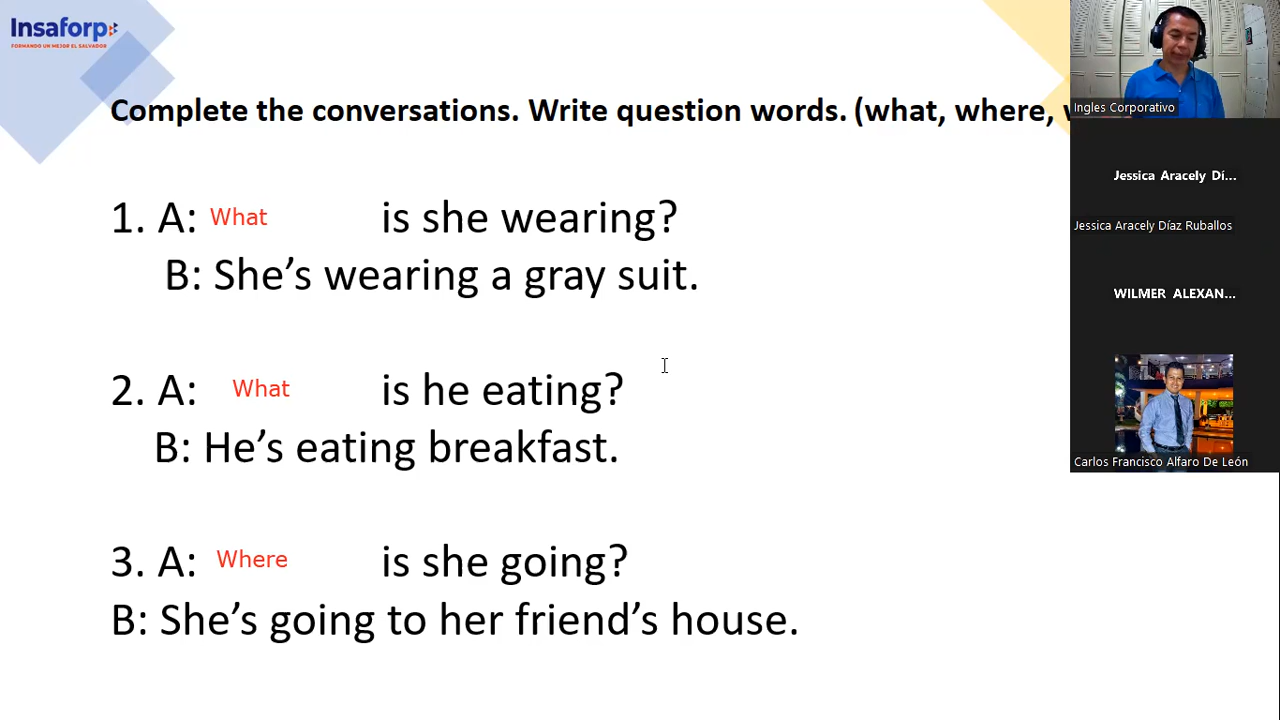 Insaforp
FORMANDO UN MEJOR EL SALVADOR
Complete the conversations. Write question words. (what, where,
1. A: What is she wearing?
B: She's wearing a gray suit.
2. A: What is he eating?
B: He's eating breakfast.
3. A: Where is she going?
B: She's going to her friend's house.
Ingles Corporativo
Jessica Aracely Dí...
Jessica Aracely Díaz Ruballos
WILMER ALEXAN...
Carlos Francisco Alfaro De León